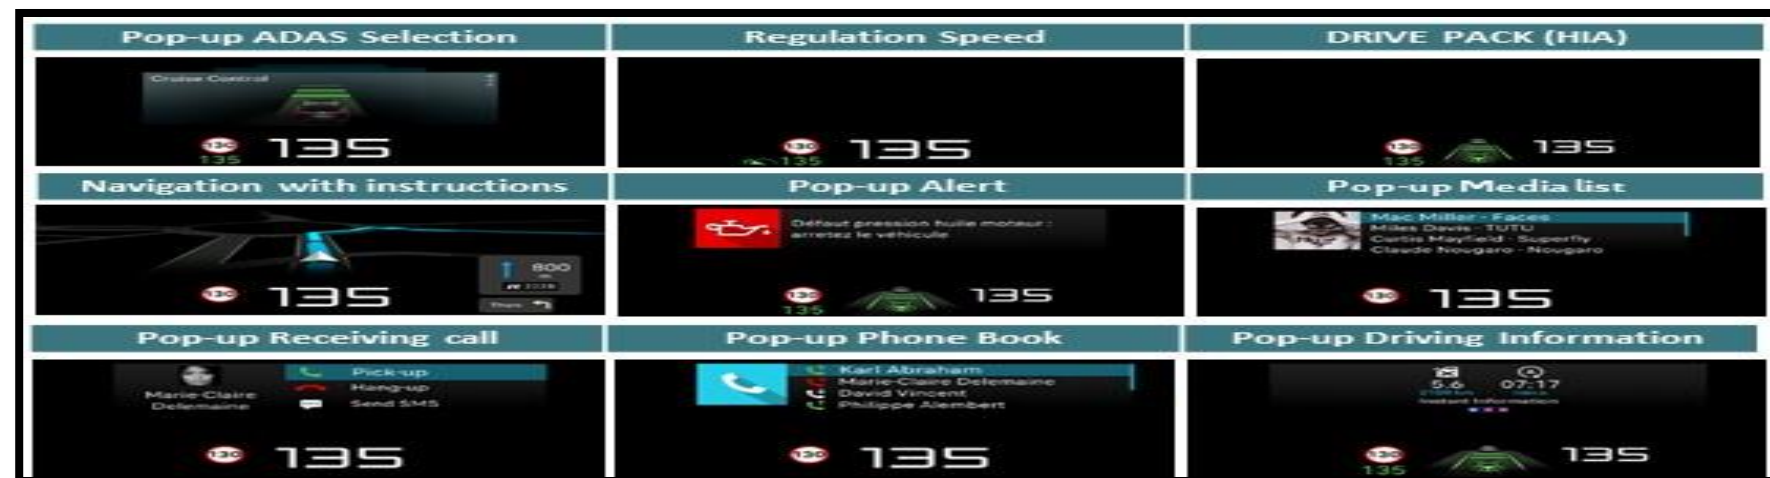 Pop-up ADAS Selection
Regulation Speed
DRIVE PACK (HIA)
Cruise Control
130
135
135
130
135
135
130
135
135
Navigation with instructions
Pop-up Alert
Pop-up Media list
800
m
130
135
Then
Défaut pression huile moteur :
arretez le véhicule
130
135
135
Mac Miller - Faces
Miles Davis - TUTU
Curtis Mayfield - Superfly
Claude Nougaro - Nougaro
130
135
Pop-up Receiving call
Pop-up Phone Book
Pop-up Driving Information
Marie-Claire
Delemaine
Pick-up
Hang-up
Send SMS
130
135
Karl Abraham
Marie-Claire Delemaine
David Vincent
Philippe Alembert
130
135
5.6
07:17
Instant Information
130
135
135